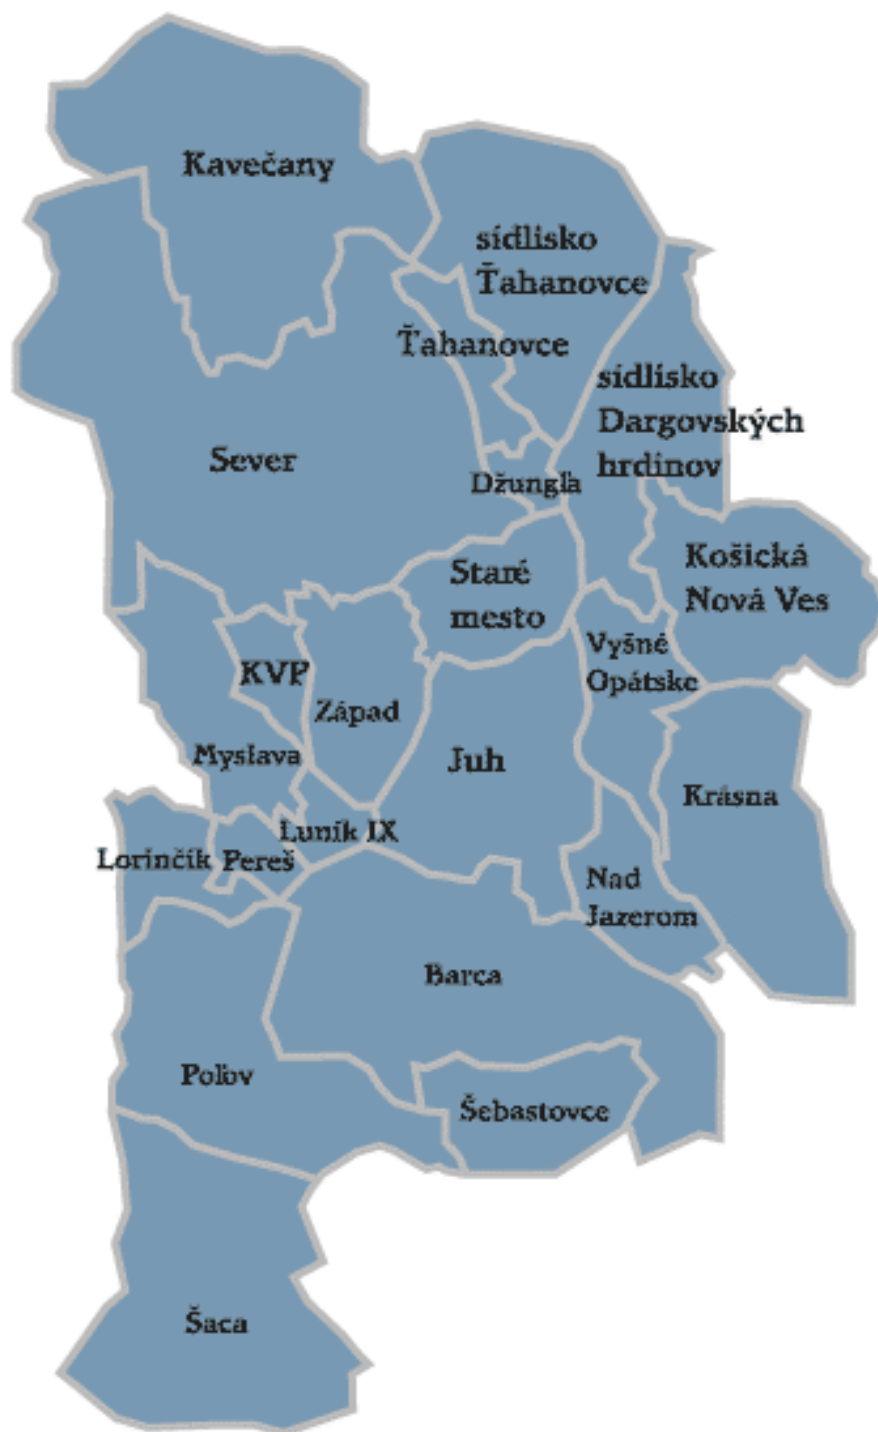 Kavečany
sídlisko
Ťahanovce
Ťahanovce
sídlisko
Dargovských
hrdinov
Sever
Džungľa
Košická
Nová Ves
Staré
mesto
Vyšné
Opátske
KVP
Západ
Myslava
Juh
Krásna
Luník IX
Lorinčík
Pereš
Nad
Jazerom
Barca
Poľov
Šebastovce
Šaca